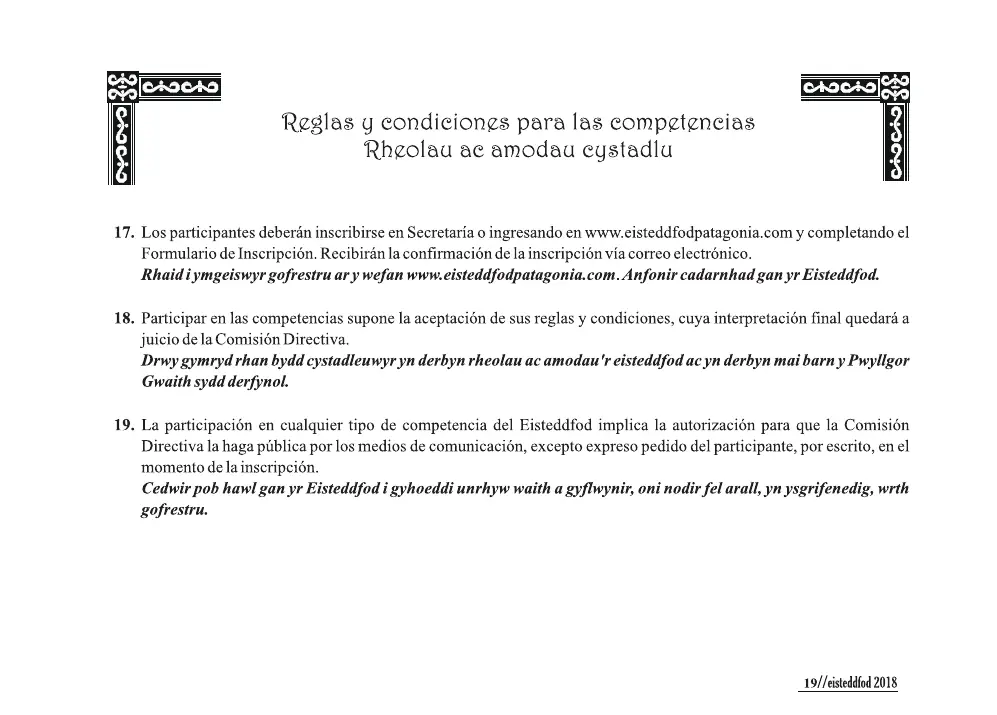 Reglas y condiciones para las competencias
Rheolau ac amodau cystadlu
17. Los participantes deberán inscribirse en Secretaría o ingresando en www.eisteddfodpatagonia.com y completando el
Formulario de Inscripción. Recibirán la confirmación de la inscripción vía correo electrónico.
Rhaid i ymgeiswyr gofrestru ar y wefan www.eisteddfodpatagonia.com. Anfonir cadarnhad gan yr Eisteddfod.
18. Participar en las competencias supone la aceptación de sus reglas y condiciones, cuya interpretación final quedará a
juicio de la Comisión Directiva.
Drwy gymryd rhan bydd cystadleuwyr yn derbyn rheolau ac amodau'r eisteddfod ac yn derbyn mai barn y Pwyllgor
Gwaith sydd derfynol.
19. La participación en cualquier tipo de competencia del Eisteddfod implica la autorización para que la Comisión
Directiva la haga pública por los medios de comunicación, excepto expreso pedido del participante, por escrito, en el
momento de la inscripción.
Cedwir pob hawl gan yr Eisteddfod i gyhoeddi unrhyw waith a gyflwynir, oni nodir fel arall, yn ysgrifenedig, wrth
gofrestru.
19//eisteddfod 2018